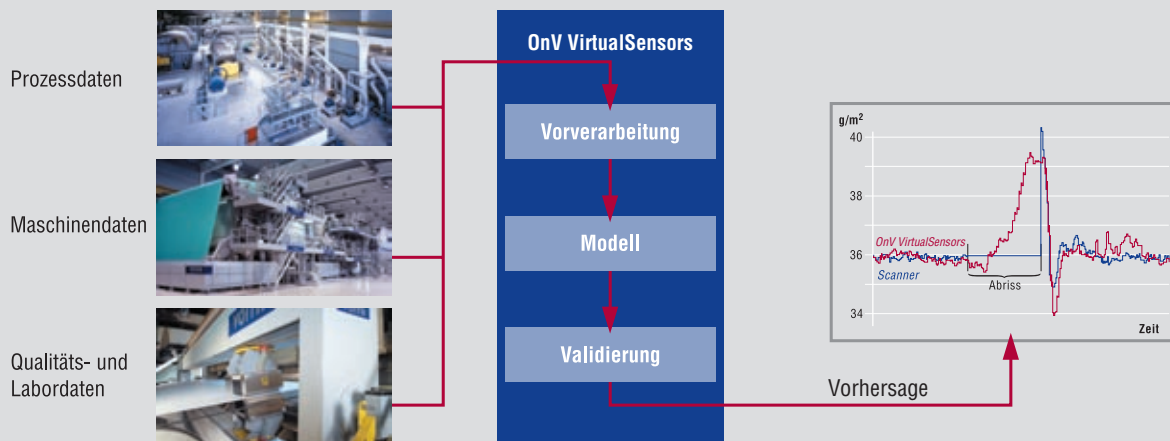 Prozessdaten
Maschinendaten
Qualitäts- und
Labordaten
OnV VirtualSensors
Vorverarbeitung
Modell
Validierung
Vorhersage
g/m²
40
38
36
34
OnV VirtualSensors
Scanner
Abriss
Zeit